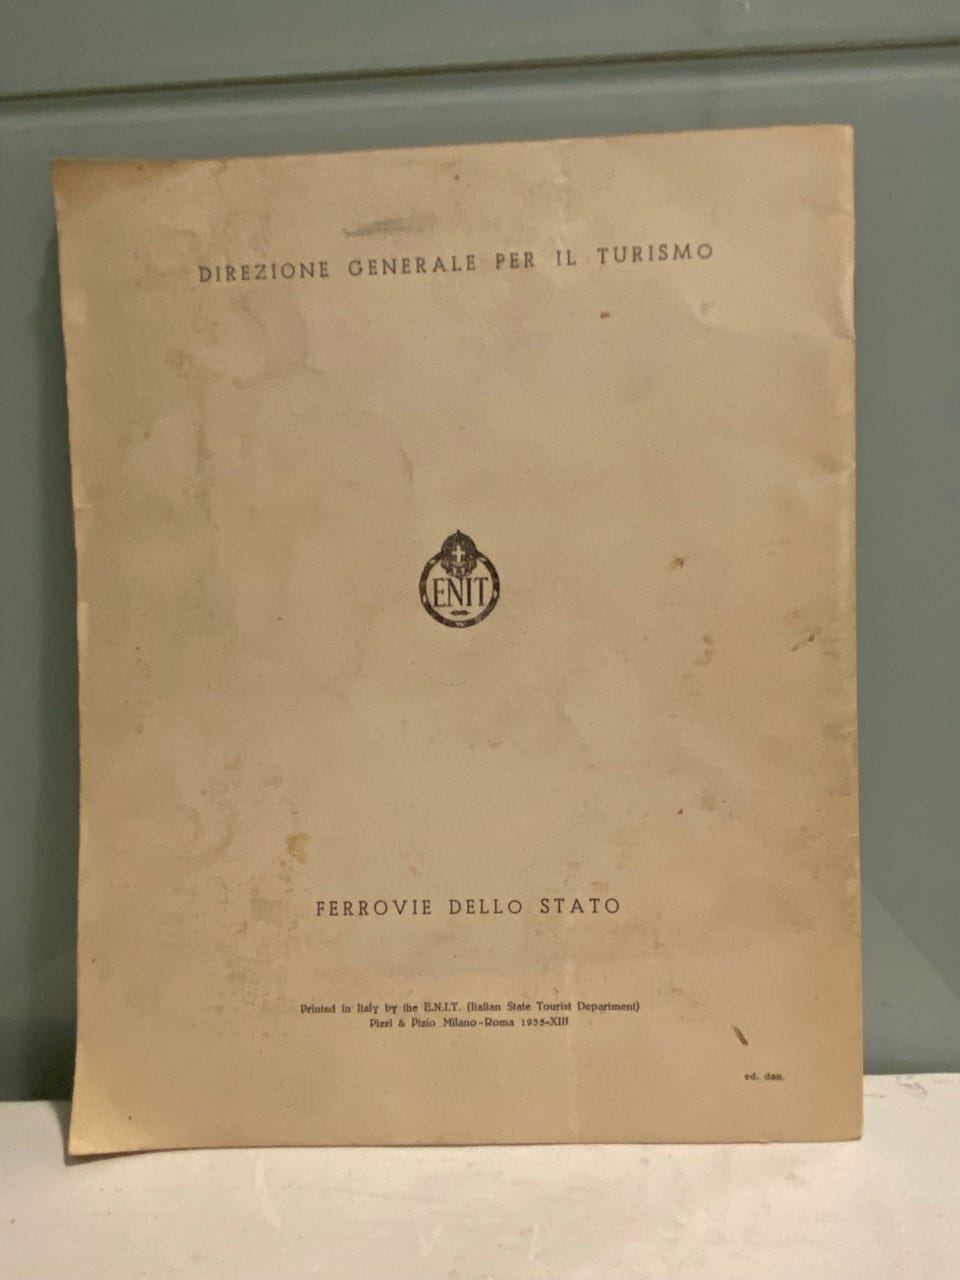 DIREZIONE GENERALE PER IL TURISMO
ENIT
FERROVIE DELLO STATO
Printed in Italy by the E.N.I.T. (Italian State Tourist Department)
Pizzi & Pizio Milano-Roma 1935-XIII
ed. dan.